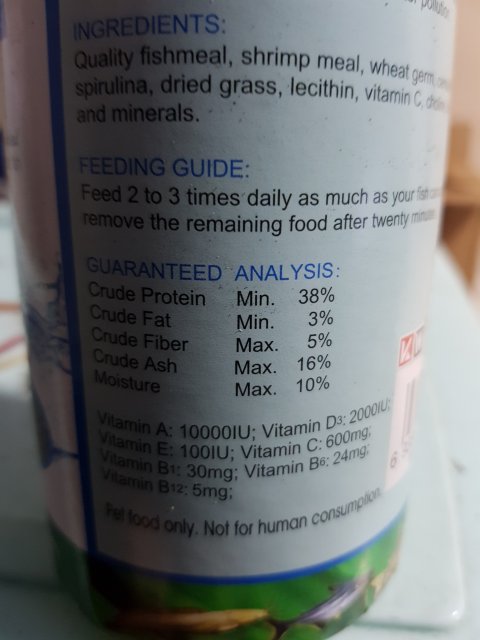 pollution
INGREDIENTS:
Quality fishmeal, shrimp meal, wheat germ,
spirulina, dried grass, lecithin, vitamin C,
and minerals.
FEEDING GUIDE:
Feed 2 to 3 times daily as much as your fish
remove the remaining food after twenty minutes
GUARANTEED ANALYSIS:
Crude Protein Min. 38%
Crude Fat Min. 3%
Crude Fiber Max. 5%
Crude Ash Max. 16%
Moisture Max. 10%
Vitamin A: 10000IU; Vitamin D3: 2000IU;
Vitamin E: 100IU; Vitamin C: 600mg;
Vitamin B1: 30mg; Vitamin B6: 24mg;
Vitamin B12: 5mg;
Pet food only. Not for human consumption.
6